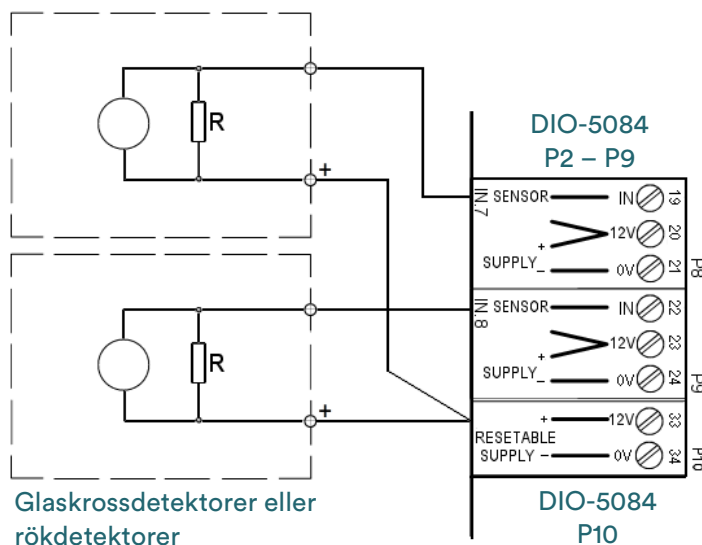 R
+
R
+
Glaskrossdetektorer eller
rökdetektorer
DIO-5084
P2 – P9
IN.7 SENSOR IN 19
+ 12V 20
SUPPLY – 0V 21
P8
IN.8 SENSOR IN 22
+ 12V 23
SUPPLY – 0V 24
P9
+ 12V 33
RESETABLE
SUPPLY – 0V 34
P10
DIO-5084
P10